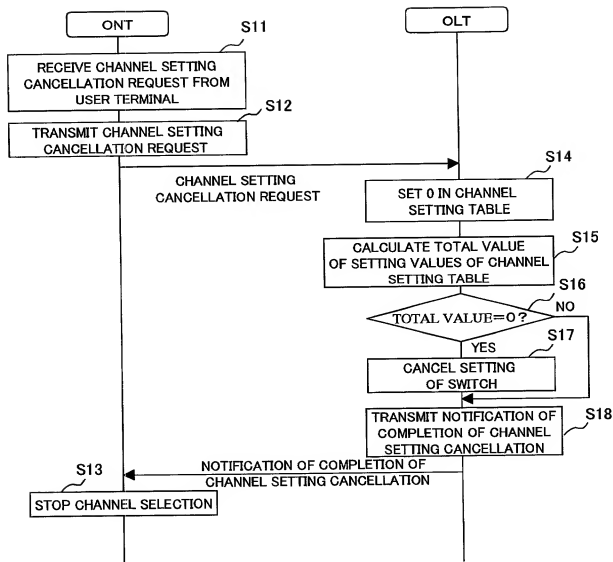 ONT
OLT
S11
RECEIVE CHANNEL SETTING
CANCELLATION REQUEST FROM
USER TERMINAL
S12
TRANSMIT CHANNEL SETTING
CANCELLATION REQUEST
CHANNEL SETTING
CANCELLATION REQUEST
S14
SET 0 IN CHANNEL
SETTING TABLE
S15
CALCULATE TOTAL VALUE
OF SETTING VALUES OF CHANNEL
SETTING TABLE
S16
TOTAL VALUE=0?
NO
YES
S17
CANCEL SETTING
OF SWITCH
S18
TRANSMIT NOTIFICATION OF
COMPLETION OF CHANNEL
SETTING CANCELLATION
NOTIFICATION OF COMPLETION OF
CHANNEL SETTING CANCELLATION
S13
STOP CHANNEL SELECTION